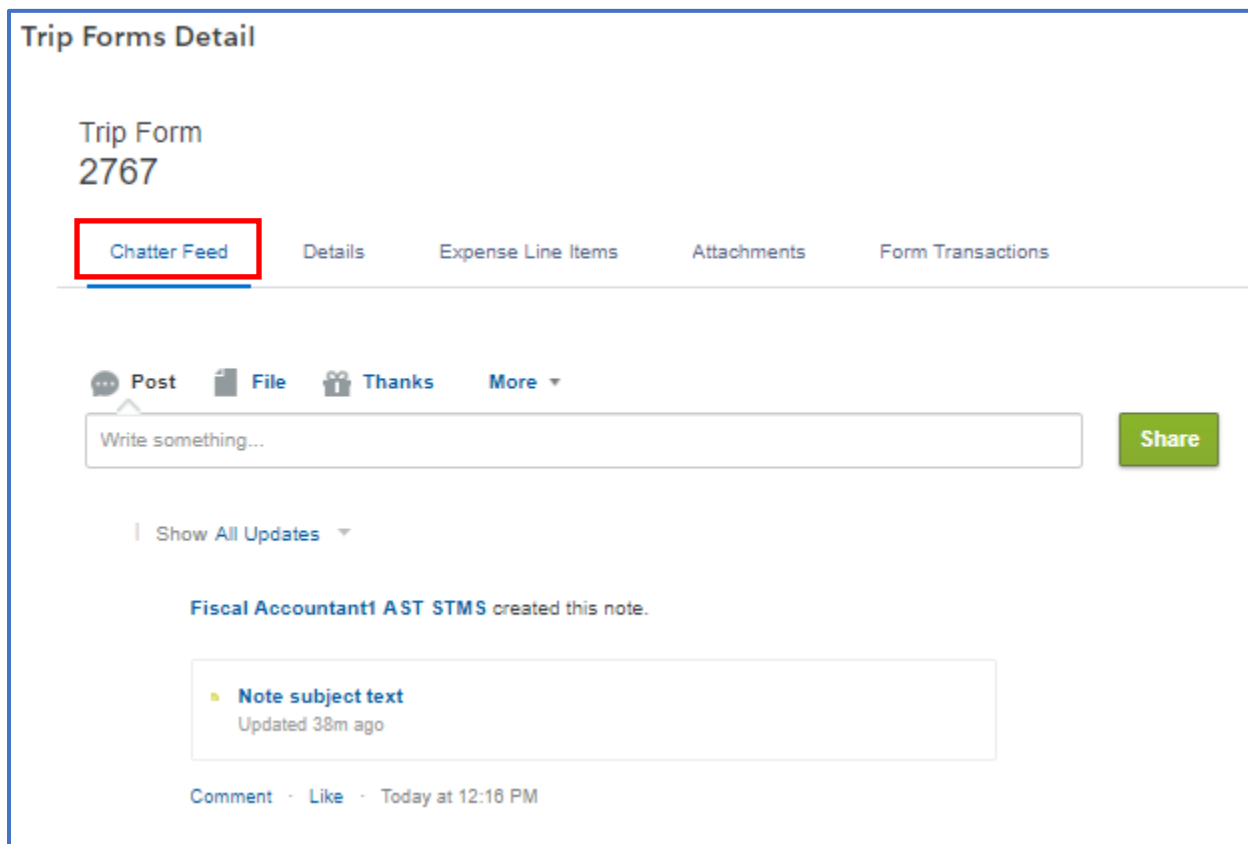 Trip Forms Detail
Trip Form
2767
Chatter Feed Details Expense Line Items Attachments Form Transactions
Post File Thanks More
Write something...
Share
Show All Updates
Fiscal Accountant1 AST STMS created this note.
Note subject text
Updated 38m ago
Comment · Like · Today at 12:16 PM